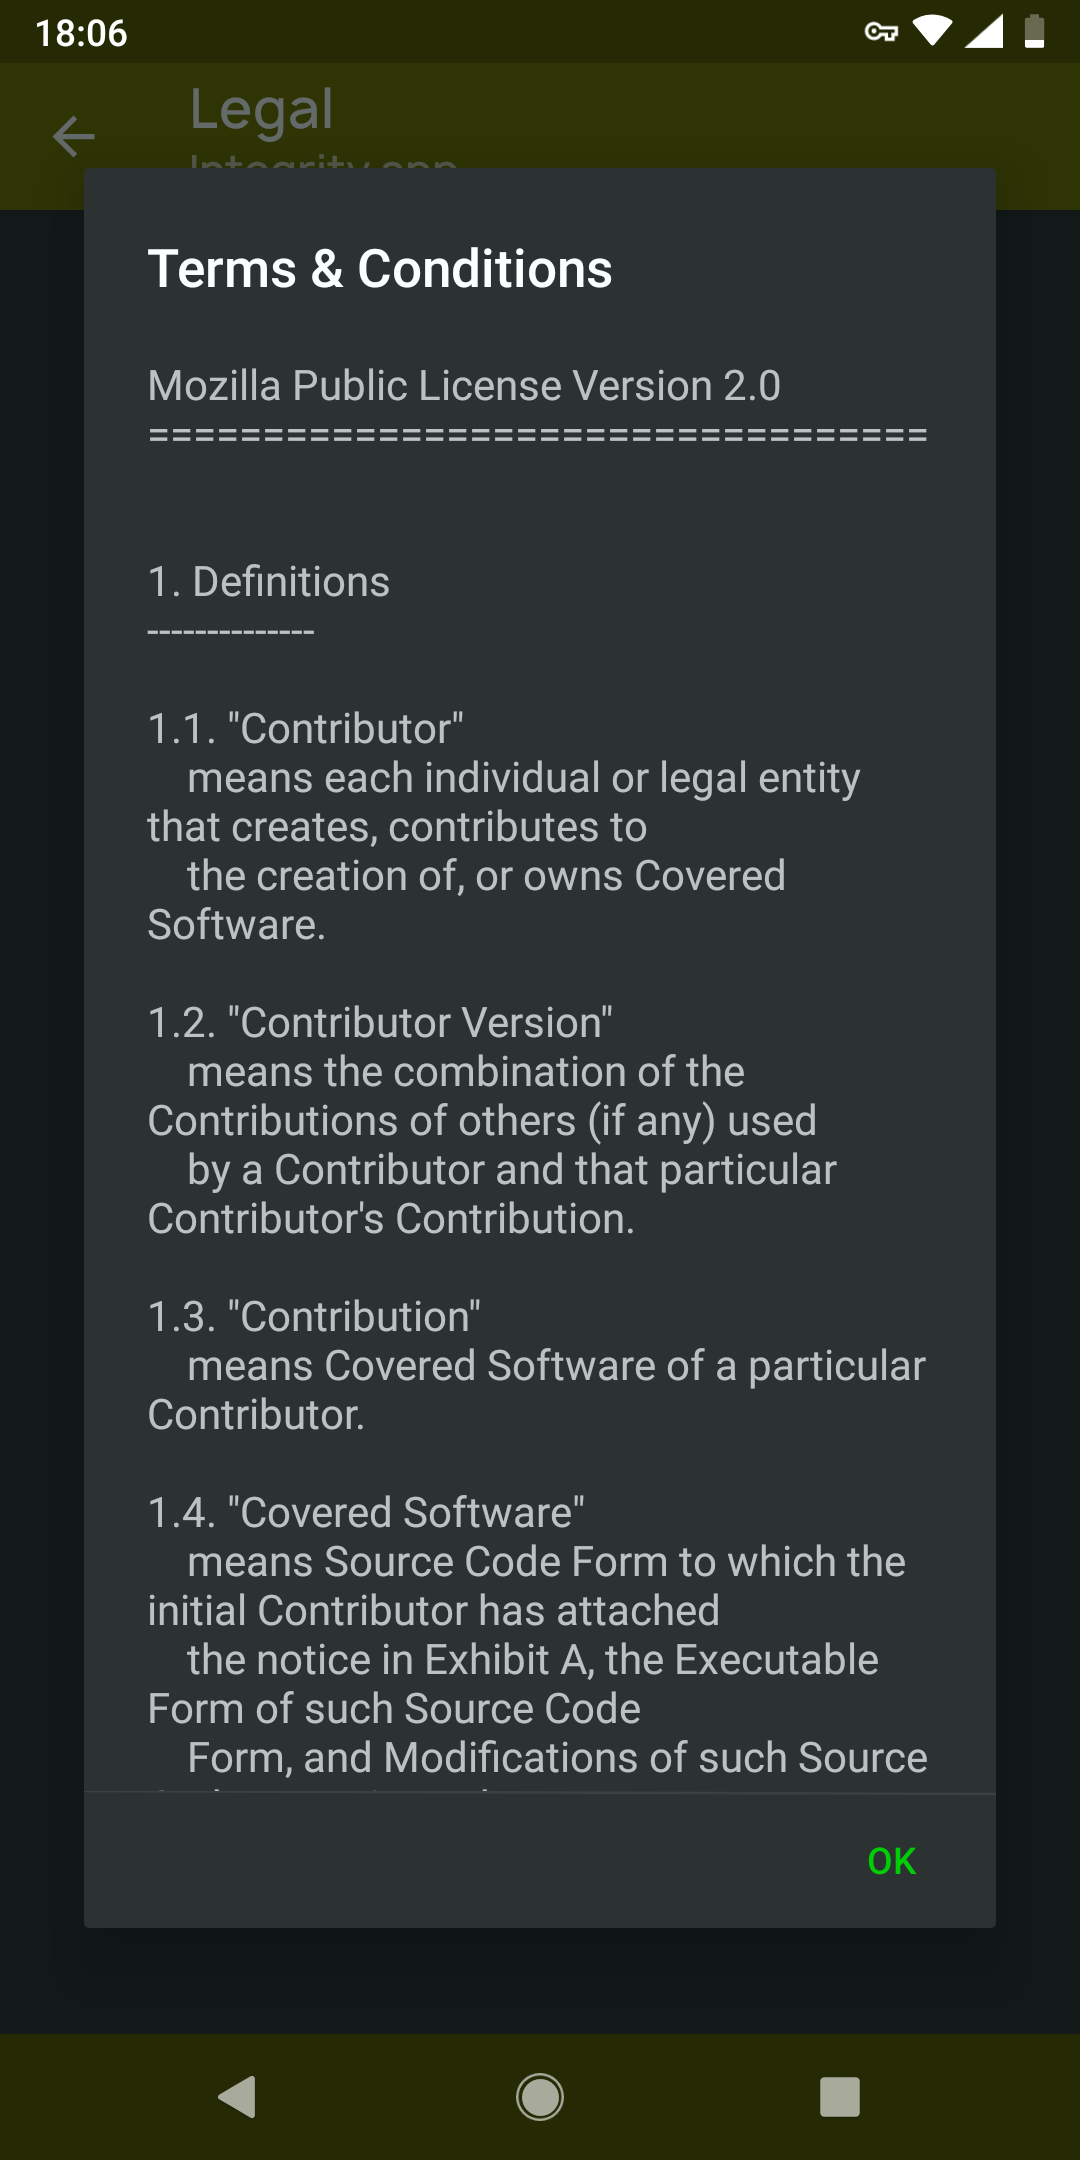 18:06
Legal
Integrity app
Terms & Conditions
Mozilla Public License Version 2.0
==================================
1. Definitions
--------------
1.1. "Contributor"
means each individual or legal entity
that creates, contributes to
the creation of, or owns Covered
Software.
1.2. "Contributor Version"
means the combination of the
Contributions of others (if any) used
by a Contributor and that particular
Contributor's Contribution.
1.3. "Contribution"
means Covered Software of a particular
Contributor.
1.4. "Covered Software"
means Source Code Form to which the
initial Contributor has attached
the notice in Exhibit A, the Executable
Form of such Source Code
Form, and Modifications of such Source
OK